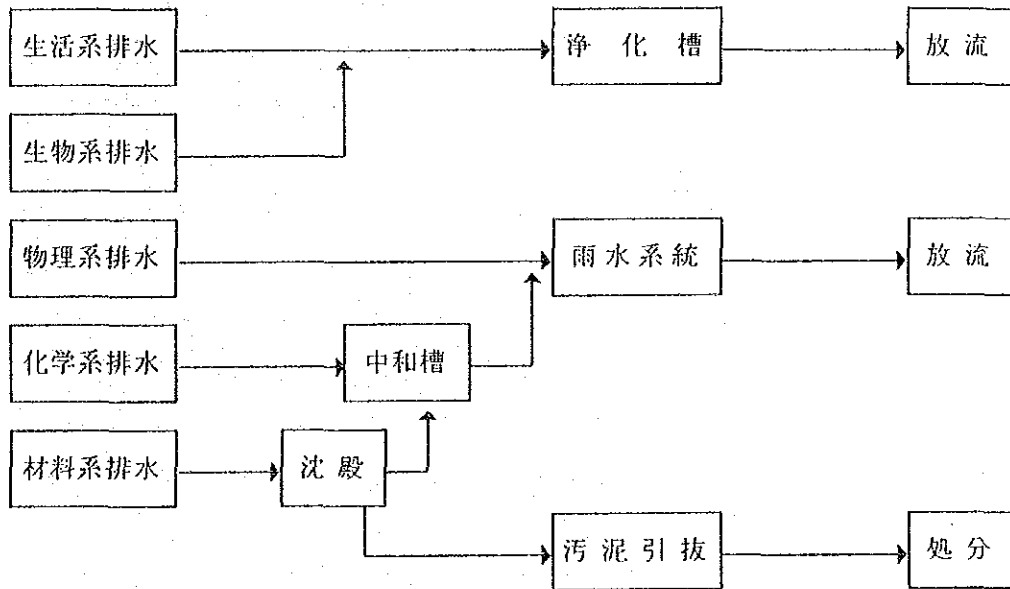 生活系排水
浄化槽
放流
生物系排水
物理系排水
雨水系統
放流
化学系排水
中和槽
材料系排水
沈殿
汚泥引抜
処分